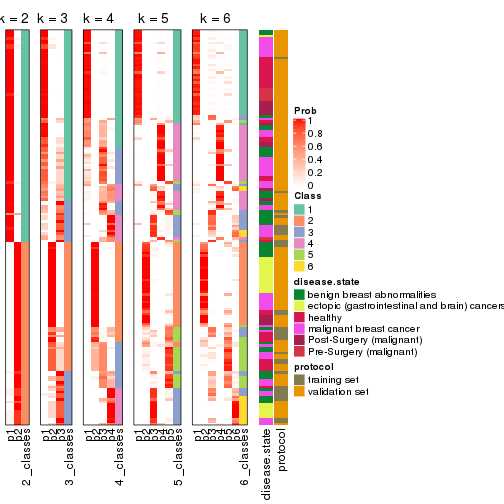 k = 2 k = 3 k = 4 k = 5 k = 6
Prob
1
0.8
0.6
0.4
0.2
0
Class
1
2
3
4
5
6
disease.state
benign breast abnormalities
ectopic (gastrointestinal and brain) cancers
healthy
malignant breast cancer
Post-Surgery (malignant)
Pre-Surgery (malignant)
protocol
training set
validation set
p1
p2
2_classes
p1
p2
p3
3_classes
p1
p2
p3
p4
4_classes
p1
p2
p3
p4
p5
5_classes
p1
p2
p3
p4
p5
p6
6_classes
disease.state
protocol